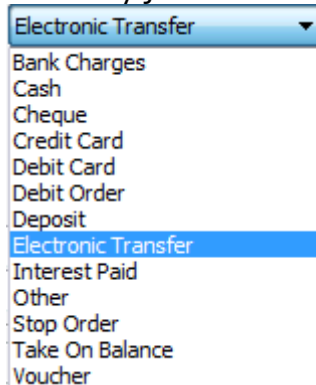 Electronic Transfer
Bank Charges
Cash
Cheque
Credit Card
Debit Card
Debit Order
Deposit
Electronic Transfer
Interest Paid
Other
Stop Order
Take On Balance
Voucher